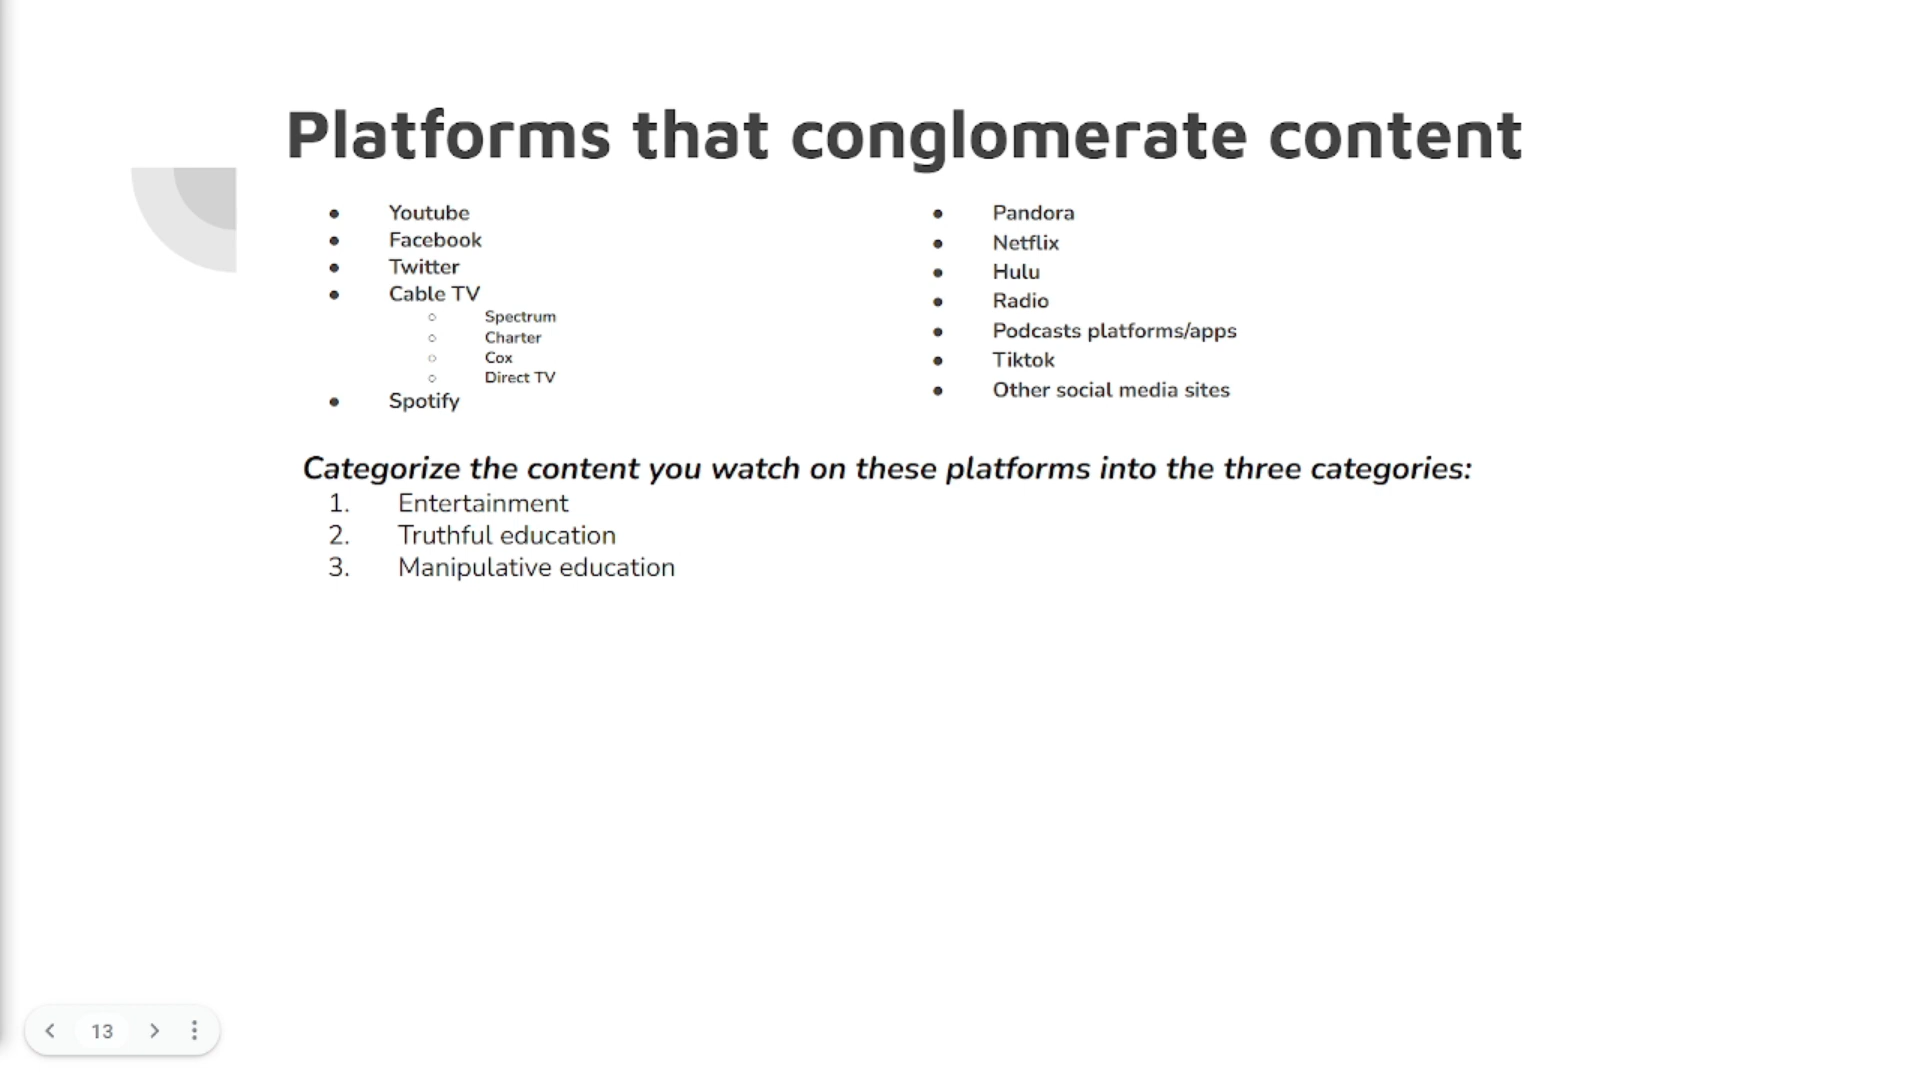 Platforms that conglomerate content
● Youtube
● Facebook
● Twitter
● Cable TV
○ Spectrum
○ Charter
○ Cox
○ Direct TV
● Spotify
● Pandora
● Netflix
● Hulu
● Radio
● Podcasts platforms/apps
● Tiktok
● Other social media sites
Categorize the content you watch on these platforms into the three categories:
1. Entertainment
2. Truthful education
3. Manipulative education
13